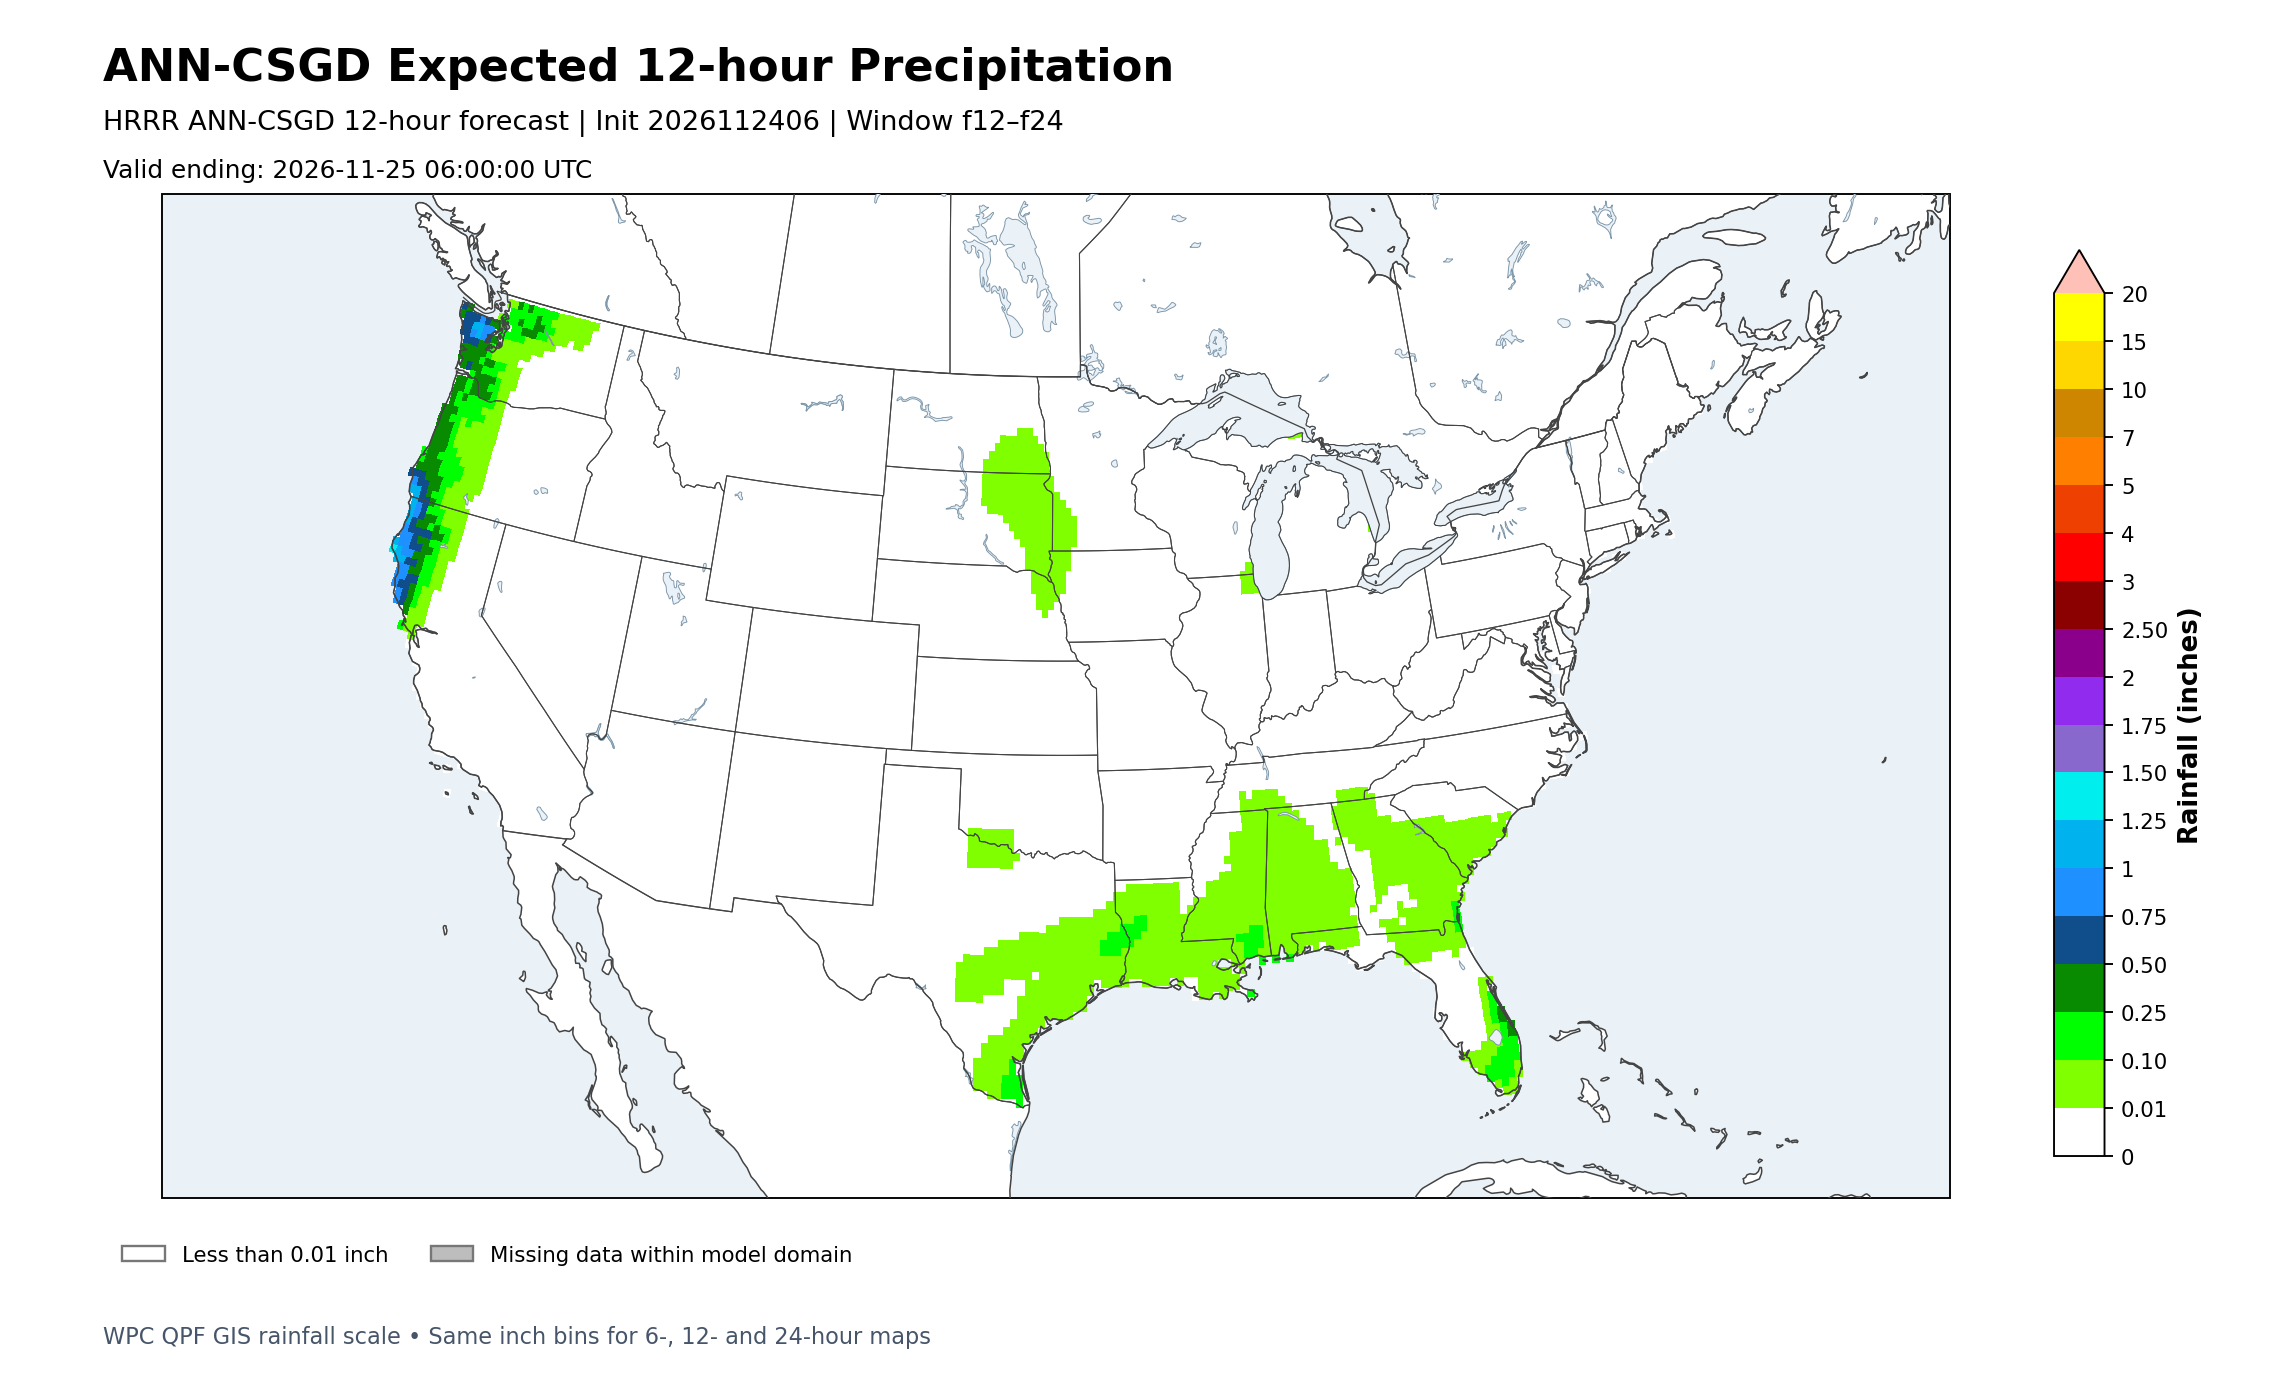 ANN-CSGD Expected 12-hour Precipitation
HRRR ANN-CSGD 12-hour forecast | Init 2026112406 | Window f12–f24
Valid ending: 2026-11-25 06:00:00 UTC
20
15
10
7
5
4
3
2.50
2
1.75
1.50
1.25
1
0.75
0.50
0.25
0.10
0.01
0
Rainfall (inches)
Less than 0.01 inch
Missing data within model domain
WPC QPF GIS rainfall scale • Same inch bins for 6-, 12- and 24-hour maps